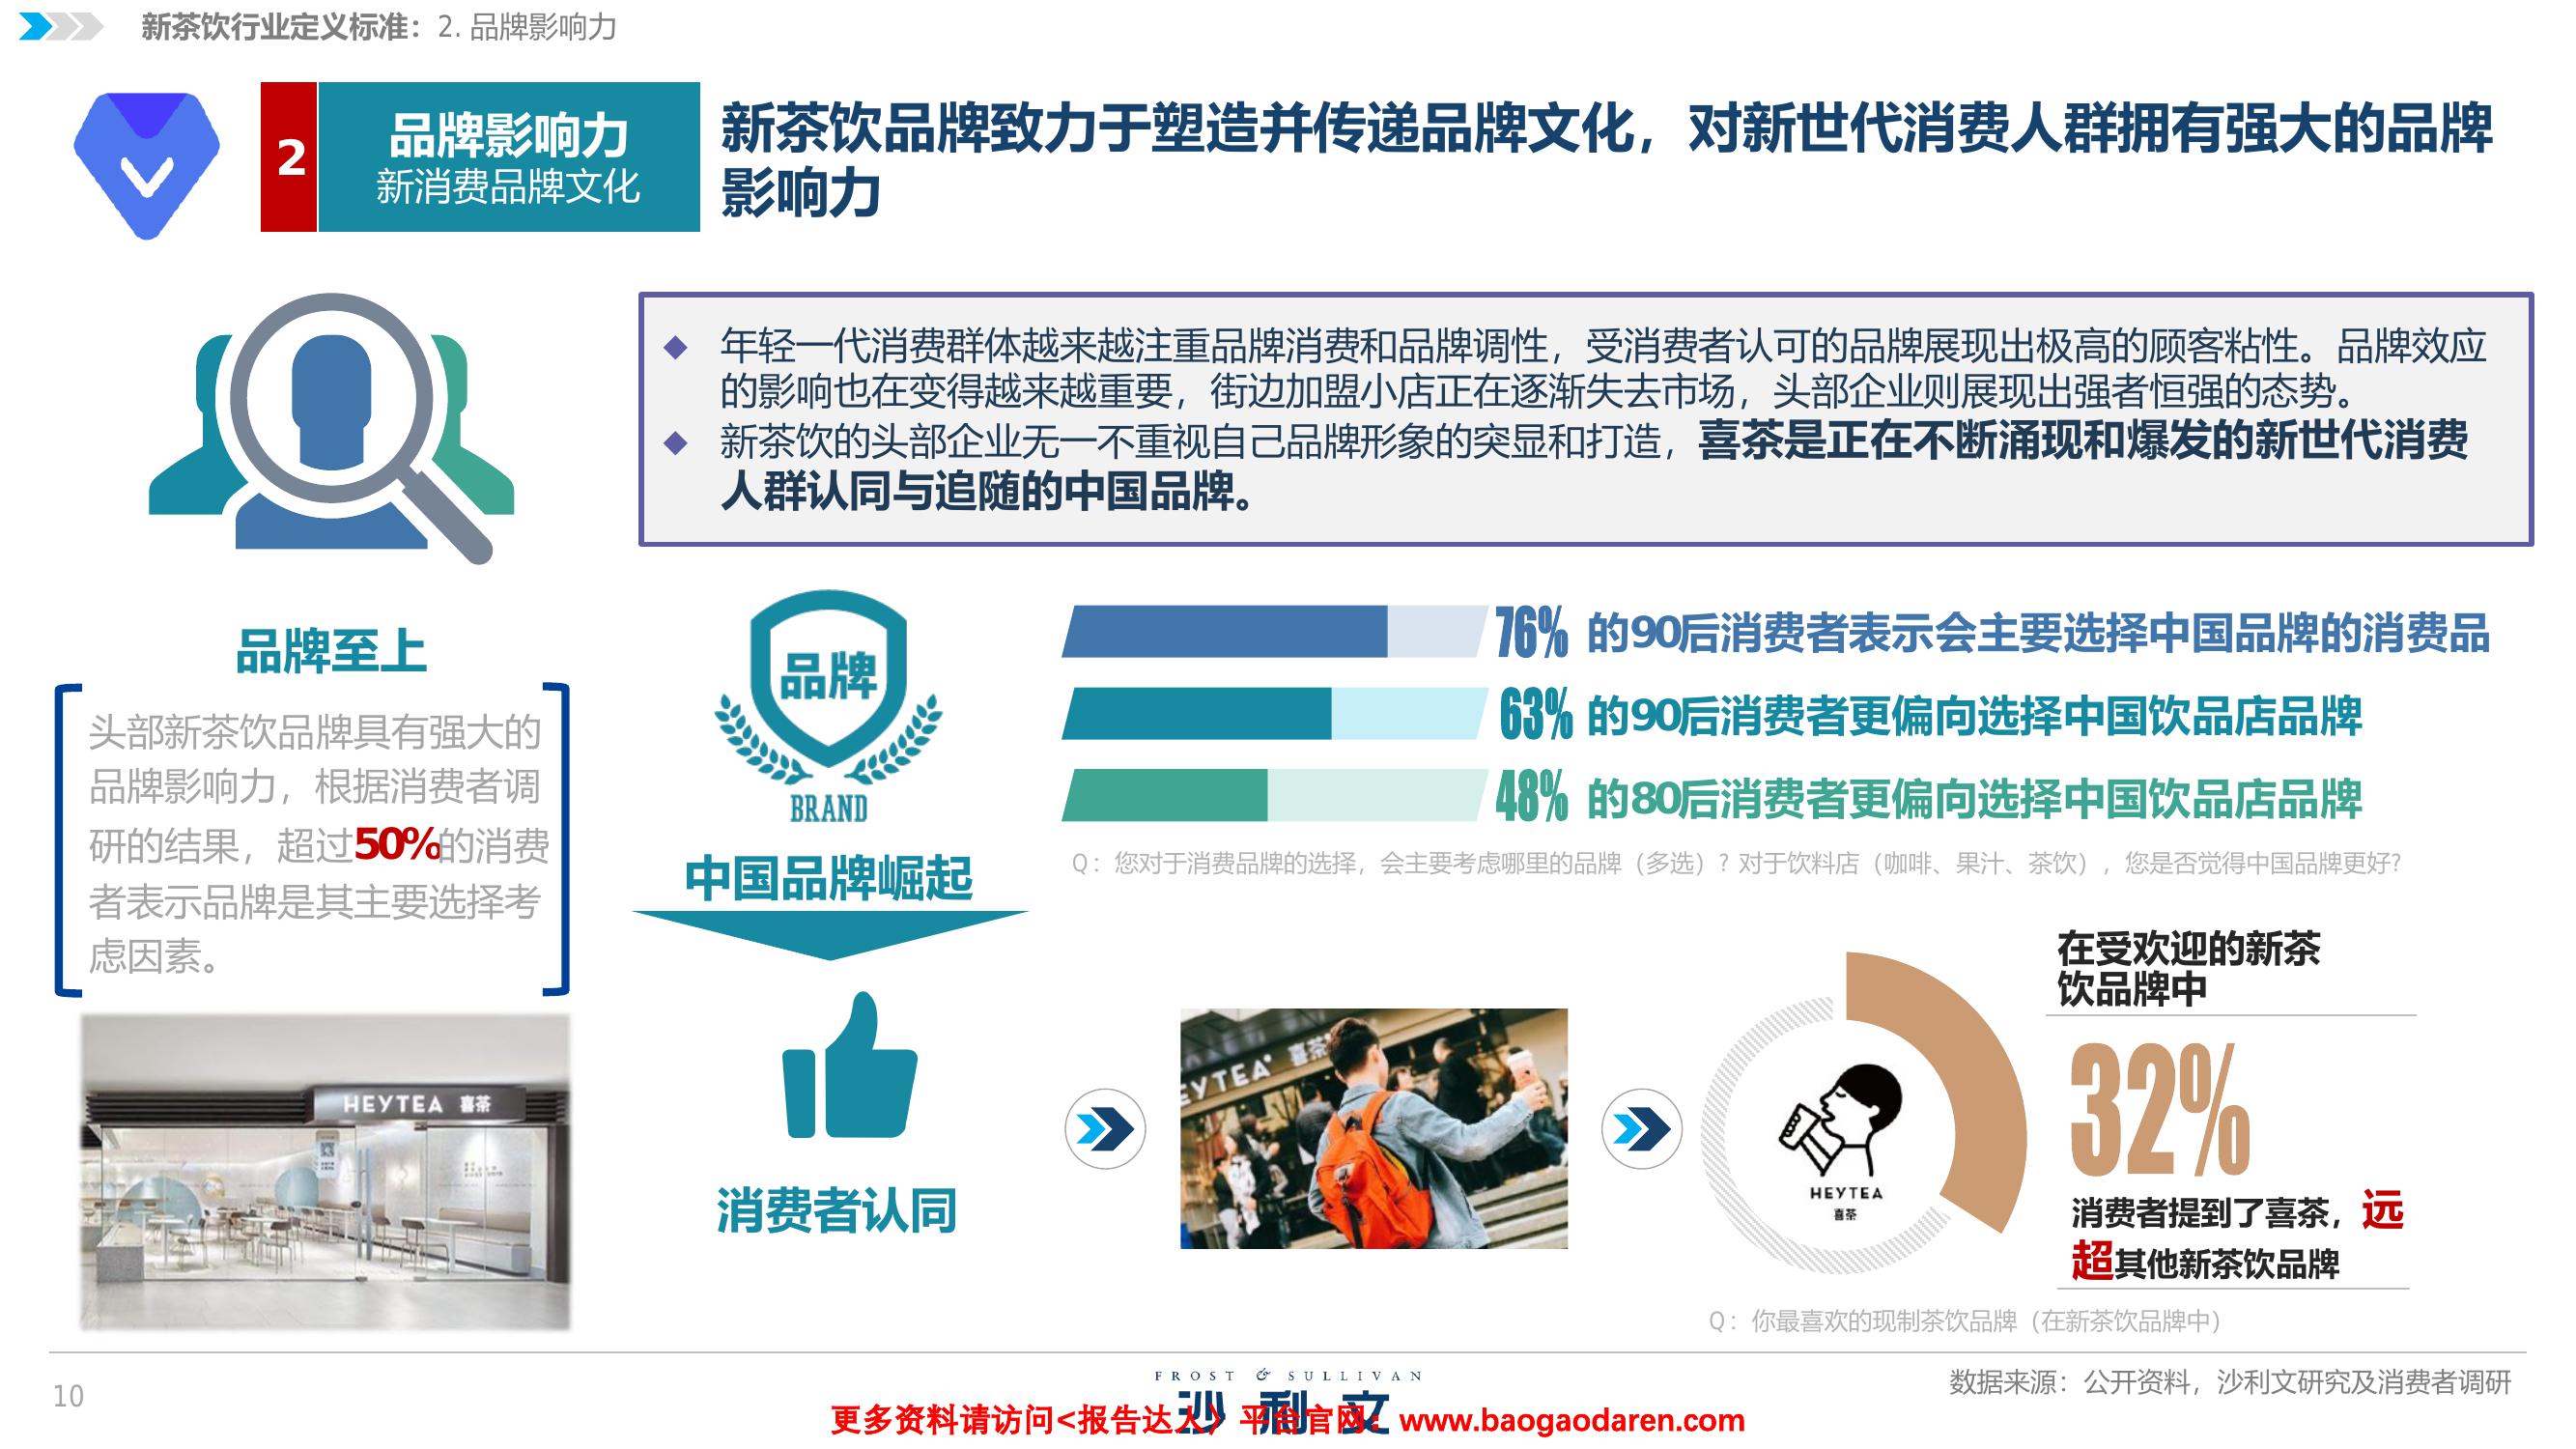 新茶饮行业定义标准：2. 品牌影响力
2
品牌影响力
新消费品牌文化
新茶饮品牌致力于塑造并传递品牌文化，对新世代消费人群拥有强大的品牌
影响力
年轻一代消费群体越来越注重品牌消费和品牌调性，受消费者认可的品牌展现出极高的顾客粘性。品牌效应
的影响也在变得越来越重要，街边加盟小店正在逐渐失去市场，头部企业则展现出强者恒强的态势。
新茶饮的头部企业无一不重视自己品牌形象的突显和打造，喜茶是正在不断涌现和爆发的新世代消费
人群认同与追随的中国品牌。
品牌至上
头部新茶饮品牌具有强大的
品牌影响力，根据消费者调
研的结果，超过50%的消费
者表示品牌是其主要选择考
虑因素。
HEYTEA 喜茶
品牌
BRAND
中国品牌崛起
消费者认同
76% 的90后消费者表示会主要选择中国品牌的消费品
63% 的90后消费者更偏向选择中国饮品店品牌
48% 的80后消费者更偏向选择中国饮品店品牌
Q：您对于消费品牌的选择，会主要考虑哪里的品牌（多选）? 对于饮料店（咖啡、果汁、茶饮），您是否觉得中国品牌更好?
EYTEA 喜茶
HEYTEA
喜茶
在受欢迎的新茶
饮品牌中
32%
消费者提到了喜茶，远
超其他新茶饮品牌
Q：你最喜欢的现制茶饮品牌（在新茶饮品牌中）
10
FROST & SULLIVAN
沙利文
更多资料请访问<报告达人>平台官网：www.baogaodaren.com
数据来源：公开资料，沙利文研究及消费者调研